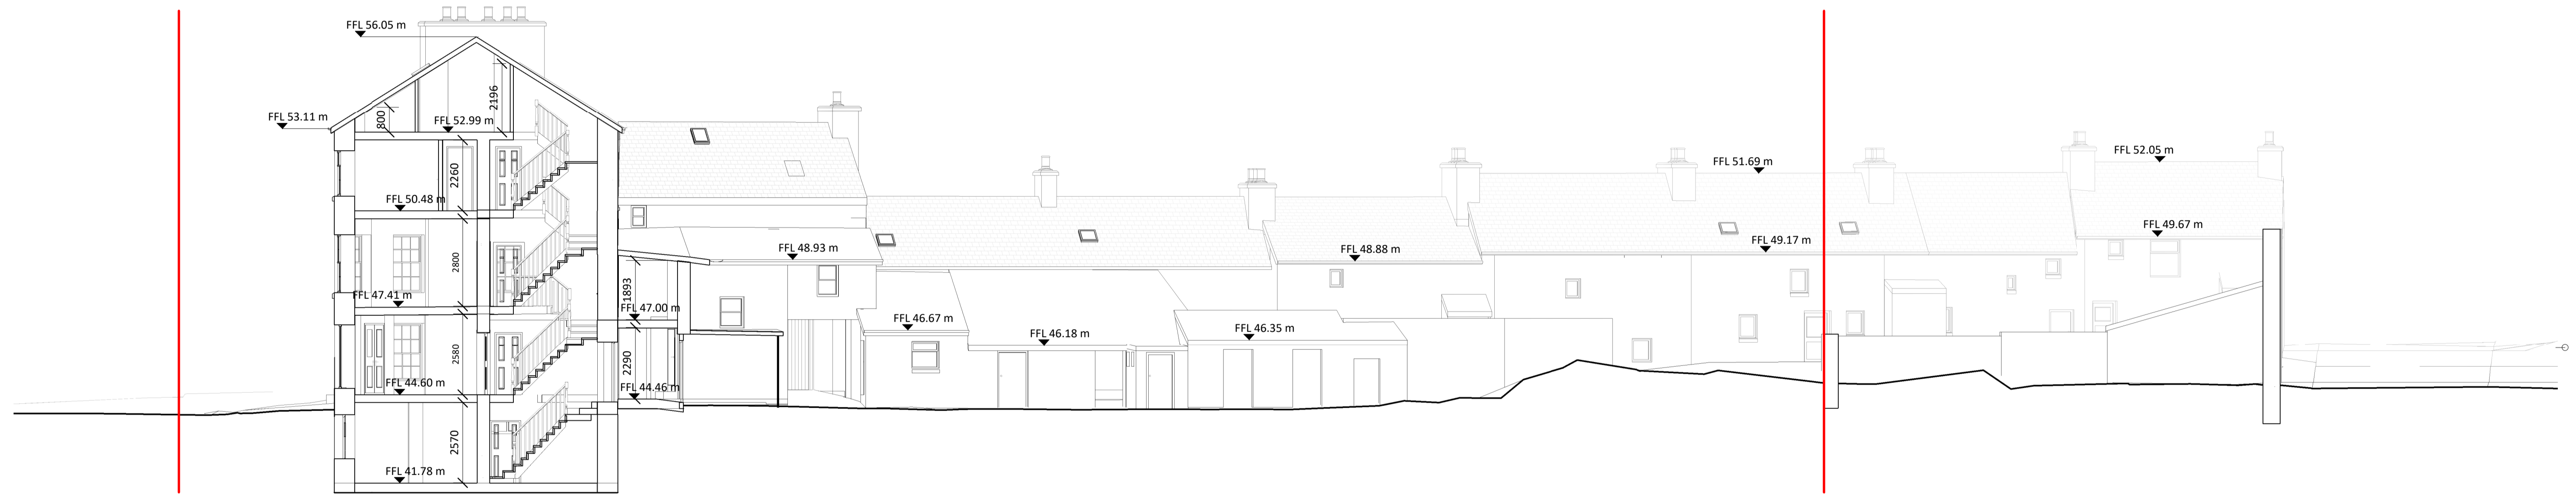 FFL 56.05 m
FFL 53.11 m
800
2196
FFL 52.99 m
2260
FFL 50.48 m
2800
FFL 47.41 m
2580
FFL 44.60 m
2570
FFL 41.78 m
1893
FFL 47.00 m
2290
FFL 44.46 m
FFL 48.93 m
FFL 46.67 m
FFL 46.18 m
FFL 46.35 m
FFL 48.88 m
FFL 51.69 m
FFL 49.17 m
FFL 52.05 m
FFL 49.67 m